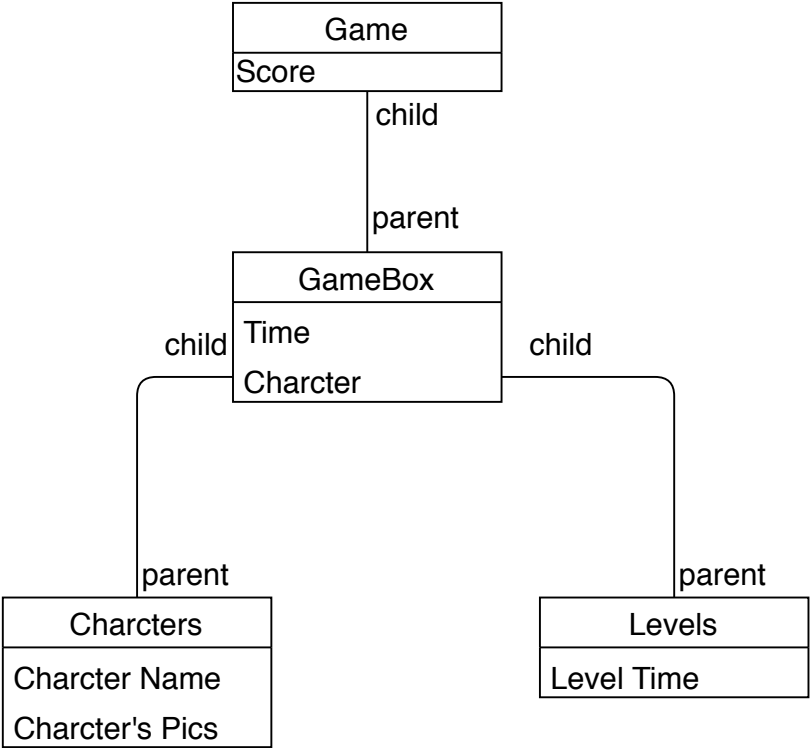 Game
Score
child
parent
GameBox
Time
Charcter
child
child
parent
parent
Charcters
Charcter Name
Charcter's Pics
Levels
Level Time